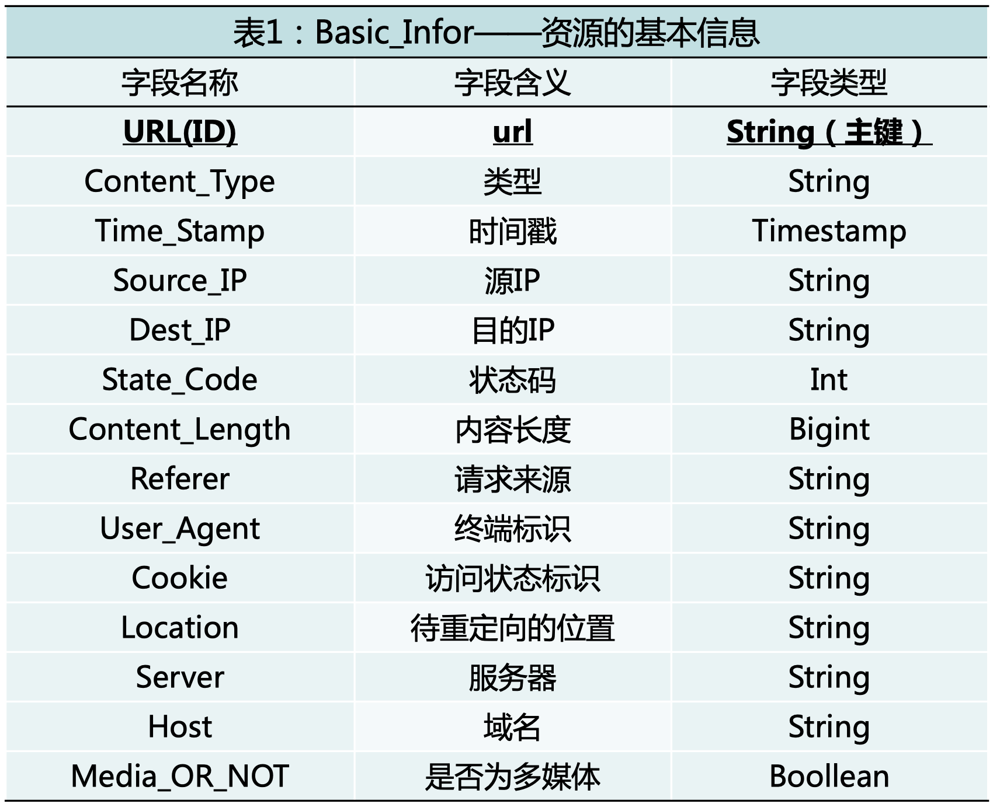 表1：Basic_Infor——资源的基本信息
字段名称 字段含义 字段类型
URL(ID) url String（主键）
Content_Type 类型 String
Time_Stamp 时间戳 Timestamp
Source_IP 源IP String
Dest_IP 目的IP String
State_Code 状态码 Int
Content_Length 内容长度 Bigint
Referer 请求来源 String
User_Agent 终端标识 String
Cookie 访问状态标识 String
Location 待重定向的位置 String
Server 服务器 String
Host 域名 String
Media_OR_NOT 是否为多媒体 Boollean